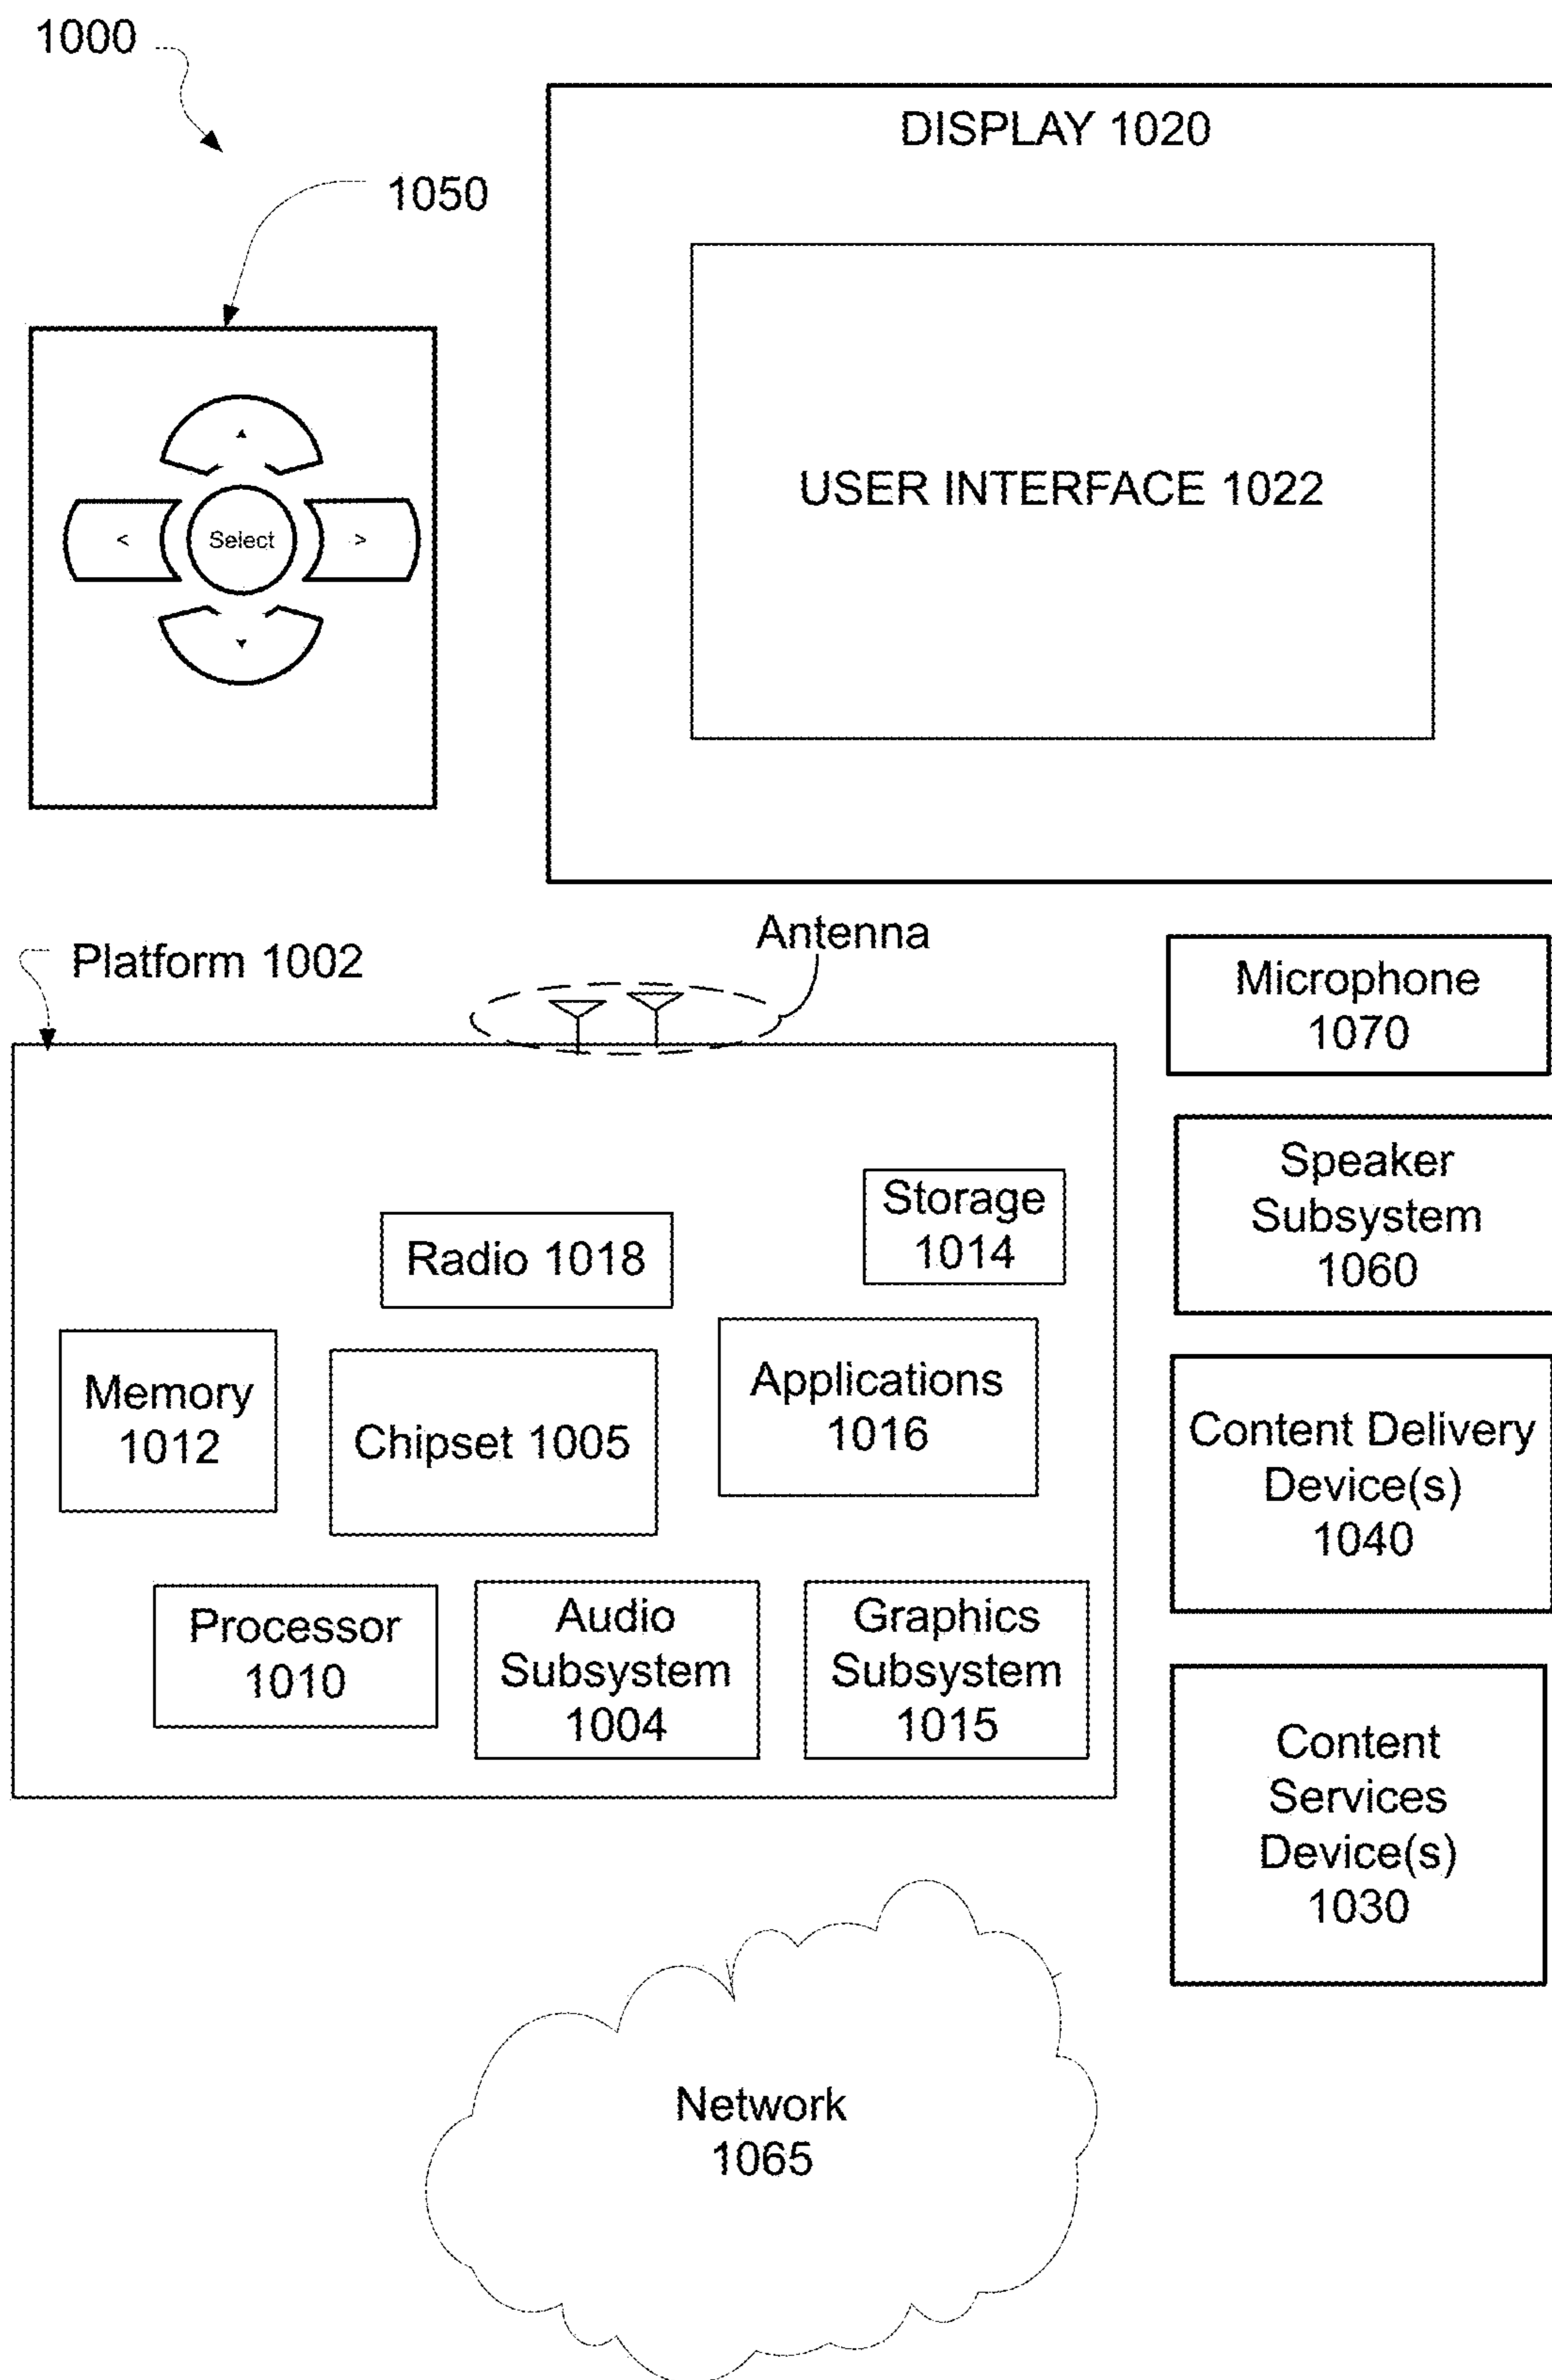 1000
1050
DISPLAY 1020
USER INTERFACE 1022
<
Select
>
Platform 1002
Antenna
Microphone
1070
Speaker
Subsystem
1060
Storage
1014
Radio 1018
Memory
1012
Chipset 1005
Applications
1016
Content Delivery
Device(s)
1040
Processor
1010
Audio
Subsystem
1004
Graphics
Subsystem
1015
Content
Services
Device(s)
1030
Network
1065